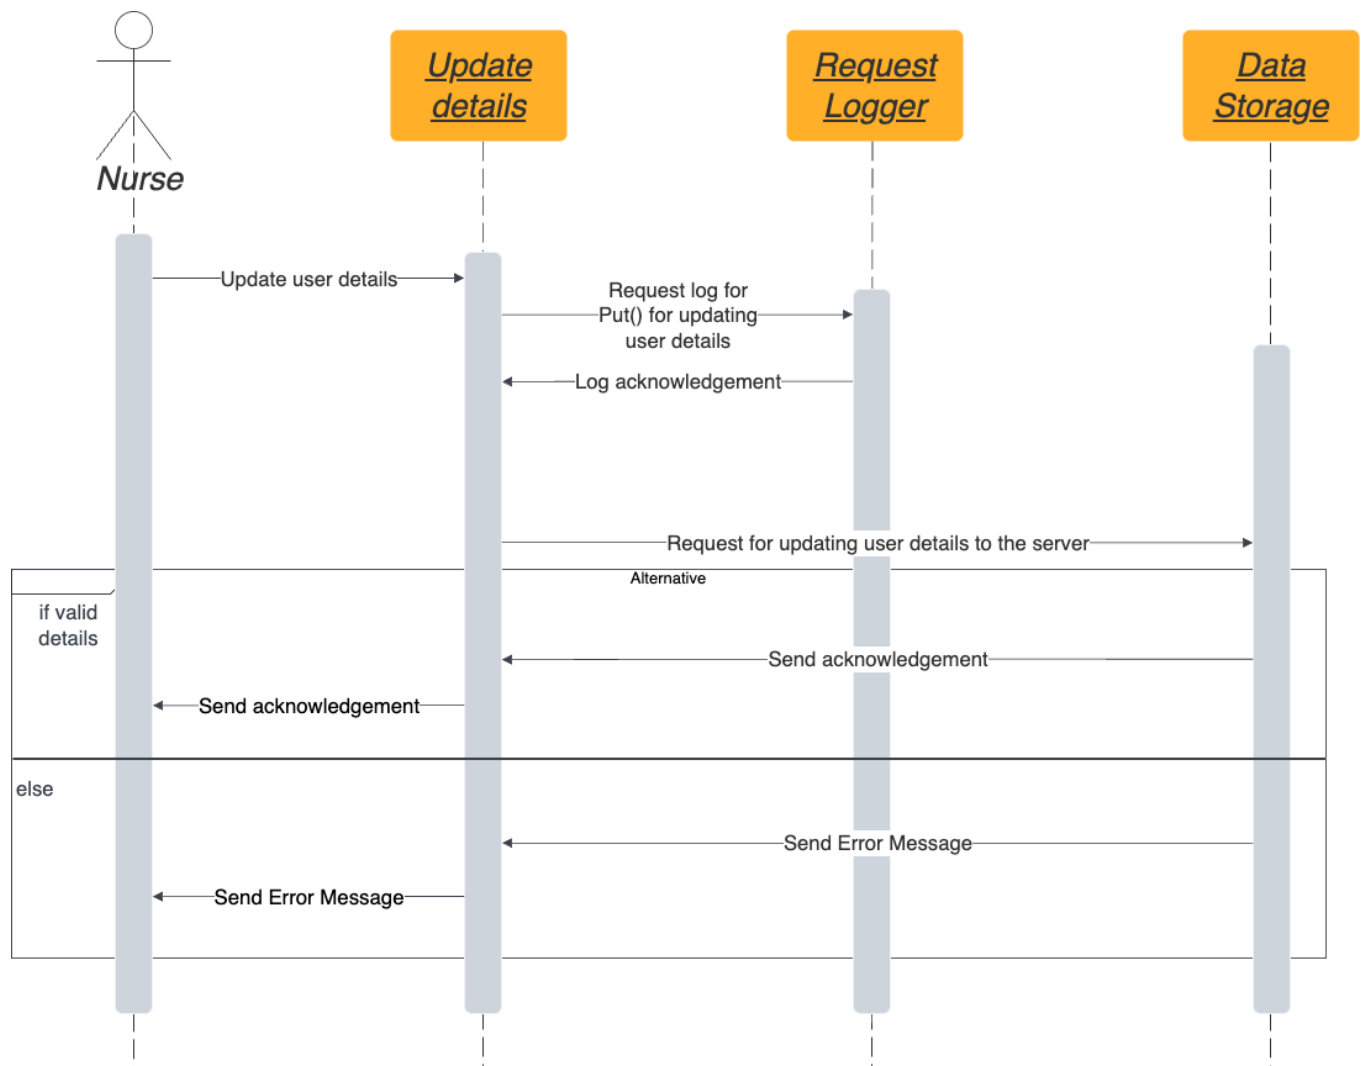 Update
details
Request
Logger
Data
Storage
Nurse
Update user details
Request log for
Put() for updating
user details
Log acknowledgement
Request for updating user details to the server
Alternative
if valid
details
Send acknowledgement
Send acknowledgement
else
Send Error Message
Send Error Message